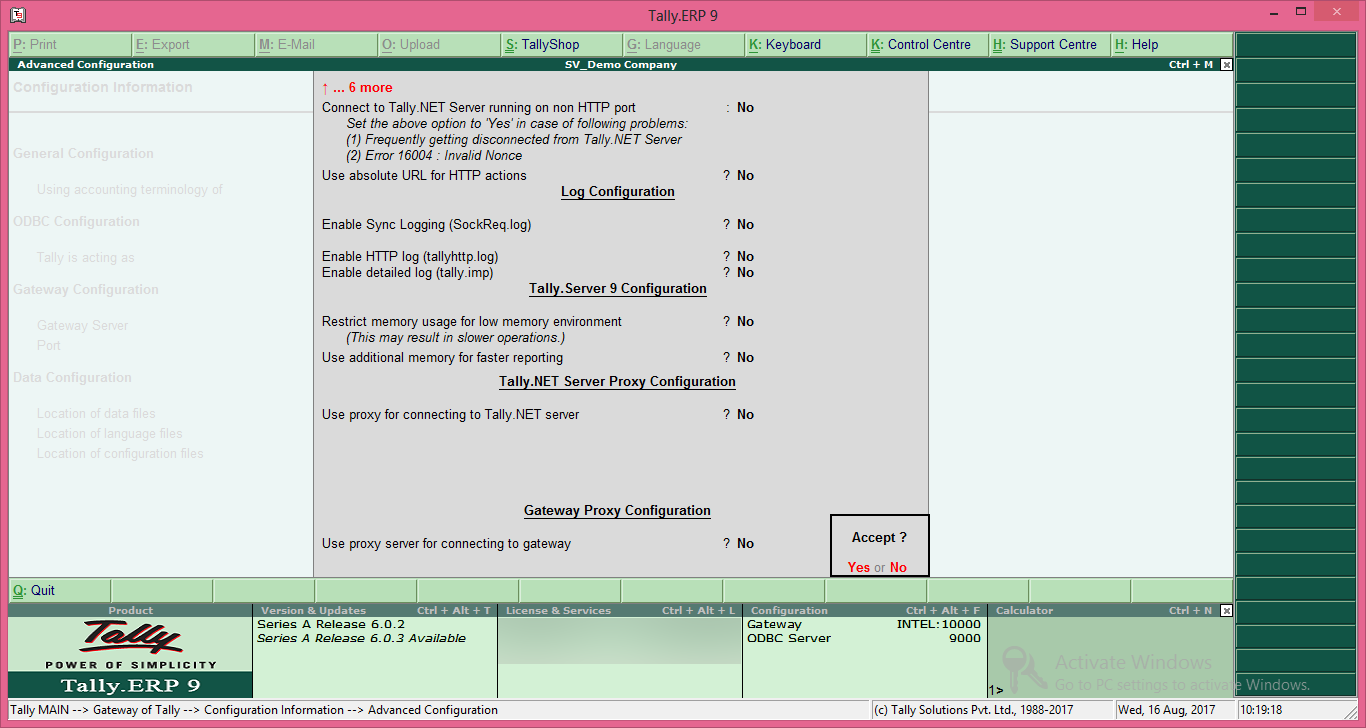 Tally.ERP 9
P: Print E: Export M: E-Mail O: Upload S: TallyShop G: Language K: Keyboard K: Control Centre H: Support Centre H: Help
Advanced Configuration SV_Demo Company Ctrl + M
Configuration Information
General Configuration
Using accounting terminology of
ODBC Configuration
Tally is acting as
Gateway Configuration
Gateway Server
Port
Data Configuration
Location of data files
Location of language files
Location of configuration files
↑ ... 6 more
Connect to Tally.NET Server running on non HTTP port : No
Set the above option to 'Yes' in case of following problems:
(1) Frequently getting disconnected from Tally.NET Server
(2) Error 16004 : Invalid Nonce
Use absolute URL for HTTP actions ? No
Log Configuration
Enable Sync Logging (SockReq.log) ? No
Enable HTTP log (tallyhttp.log) ? No
Enable detailed log (tally.imp) ? No
Tally.Server 9 Configuration
Restrict memory usage for low memory environment ? No
(This may result in slower operations.)
Use additional memory for faster reporting ? No
Tally.NET Server Proxy Configuration
Use proxy for connecting to Tally.NET server ? No
Gateway Proxy Configuration
Use proxy server for connecting to gateway ? No
Accept ?
Yes or No
Q: Quit
Product
Tally
POWER OF SIMPLICITY
Tally.ERP 9
Version & Updates Ctrl + Alt + T
Series A Release 6.0.2
Series A Release 6.0.3 Available
License & Services Ctrl + Alt + L
Configuration Ctrl + Alt + F
Gateway INTEL:10000
ODBC Server 9000
Calculator Ctrl + N
1>
Activate Windows
Go to PC settings to activate Windows.
Tally MAIN --> Gateway of Tally --> Configuration Information --> Advanced Configuration (c) Tally Solutions Pvt. Ltd., 1988-2017 Wed, 16 Aug, 2017 10:19:18